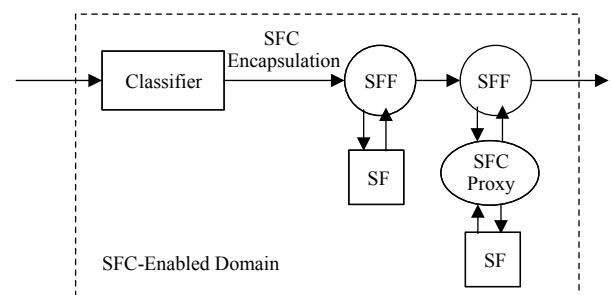 SFC
Encapsulation
Classifier
SFF
SFF
SF
SFC
Proxy
SFC-Enabled Domain
SF